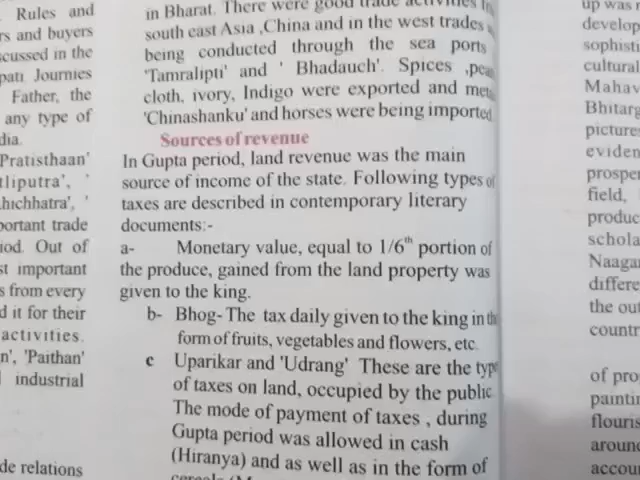 . Rules and
rs and buyers
scussed in the
pati Journies
Father, the
any type of
dia.
Pratisthaan'
tliputra', '
hichhatra', '
portant trade
iod. Out of
st important
s from every
d it for their
activities.
n', 'Paithan'
industrial
de relations
in Bharat. There were good trade activities in
south east Asia ,China and in the west trades
being conducted through the sea ports
'Tamralipti' and ' Bhadauch'. Spices ,pea
cloth, ivory, Indigo were exported and met
'Chinashanku' and horses were being imported
Sources of revenue
In Gupta period, land revenue was the main
source of income of the state. Following types of
taxes are described in contemporary literary
documents:-
a- Monetary value, equal to 1/6th portion of
the produce, gained from the land property was
given to the king.
b- Bhog- The tax daily given to the king in th
form of fruits, vegetables and flowers, etc.
c Uparikar and 'Udrang' These are the type
of taxes on land, occupied by the public
The mode of payment of taxes , during
Gupta period was allowed in cash
(Hiranya) and as well as in the form of
up was
develop
sophisti
cultural
Mahav
Bhitarg
pictures
eviden
prosper
field,
produc
schola
Naagar
differe
the out
countr
of pro
paintin
flouris
around
accou